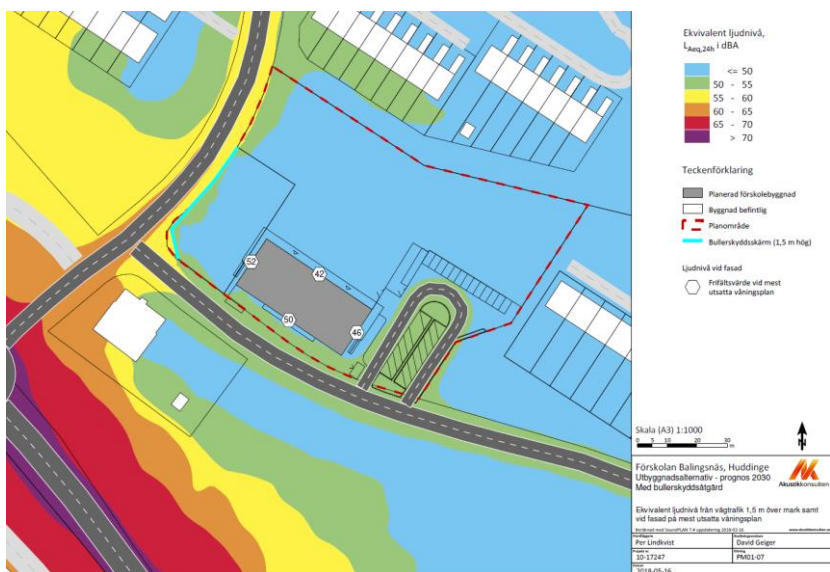 Ekvivalent ljudnivå,
LAeq,24h i dBA
<= 50
50 - 55
55 - 60
60 - 65
65 - 70
> 70
Teckenförklaring
Planerad förskolebyggnad
Byggnad befintlig
Planområde
Bullerskyddsskärm (1,5 m hög)
Ljudnivå vid fasad
Frifältsvärde vid mest
utsatta våningsplan
52
42
50
46
Skala (A3) 1:1000
0 5 10 20 30
m
N
Förskolan Balingsnäs, Huddinge
Utbyggnadsalternativ - prognos 2030
Med bullerskyddsåtgärd
Akustikkonsulten
Ekvivalent ljudnivå från vägtrafik 1,5 m över mark samt
vid fasad på mest utsatta våningsplan
Per Lindkvist
David Geiger
10-17247
PM01-07
2018-05-16